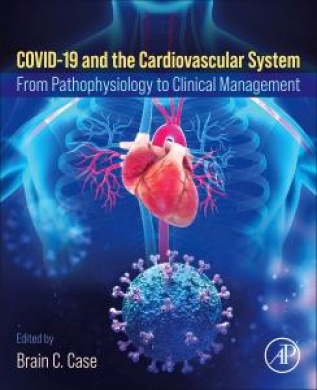 COVID-19 and the Cardiovascular System
From Pathophysiology to Clinical Management
Edited by
Brain C. Case
AP